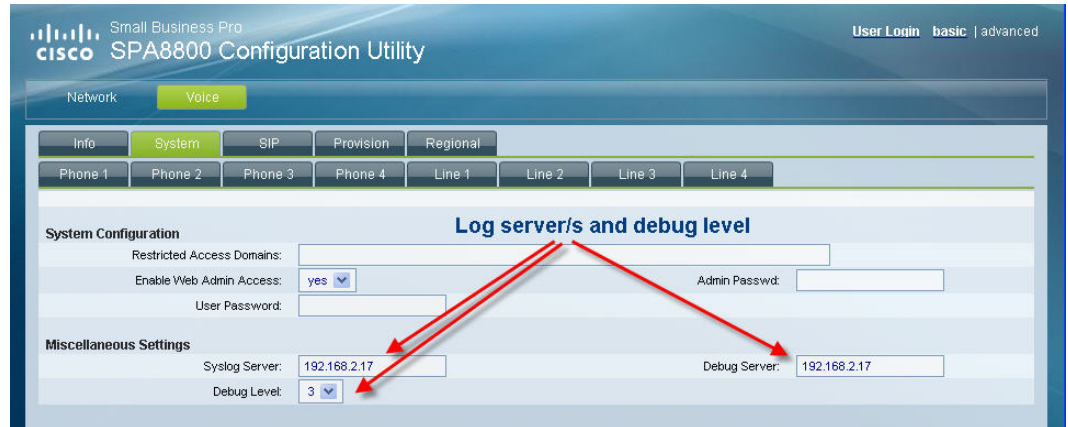 Small Business Pro
cisco SPA8800 Configuration Utility
User Login basic | advanced
Network Voice
Info System SIP Provision Regional
Phone 1 Phone 2 Phone 3 Phone 4 Line 1 Line 2 Line 3 Line 4
Log server/s and debug level
System Configuration
Restricted Access Domains:
Enable Web Admin Access: yes Admin Passwd:
User Password:
Miscellaneous Settings
Syslog Server: 192.168.2.17 Debug Server: 192.168.2.17
Debug Level: 3